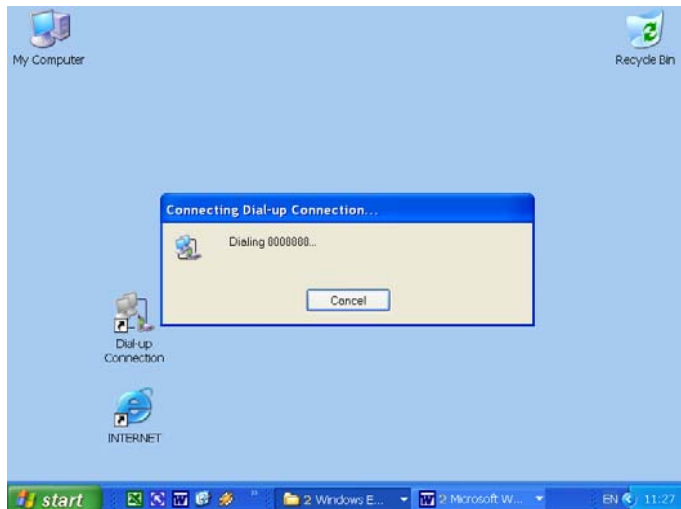 My Computer
Recycle Bin
Connecting Dial-up Connection...
Dialing 8008888...
Cancel
Dial-up
Connection
INTERNET
start
2 Windows E...
2 Microsoft W...
EN
11:27